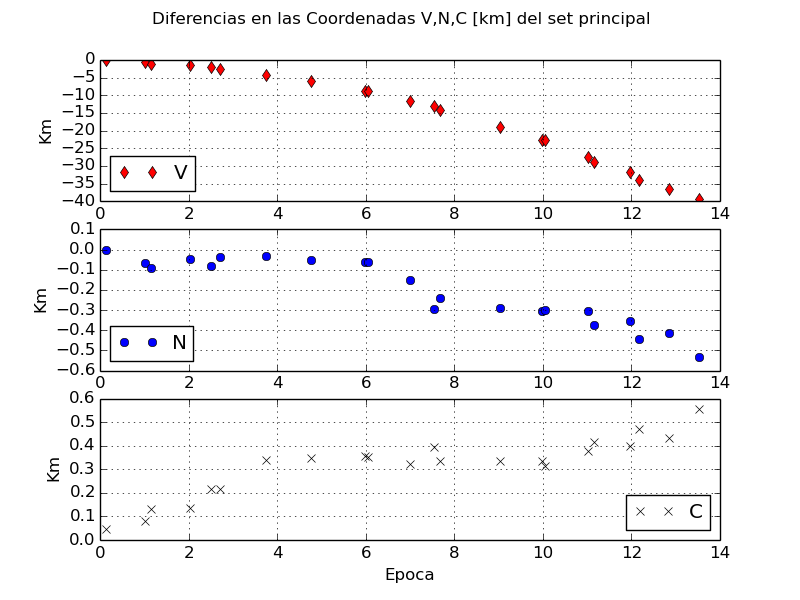 Diferencias en las Coordenadas V,N,C [km] del set principal
0
−5
−10
−15
−20
−25
−30
−35
−40
Km
V
0 2 4 6 8 10 12 14
0.1
0.0
−0.1
−0.2
−0.3
−0.4
−0.5
−0.6
Km
N
0 2 4 6 8 10 12 14
0.6
0.5
0.4
0.3
0.2
0.1
0.0
Km
C
0 2 4 6 8 10 12 14
Epoca